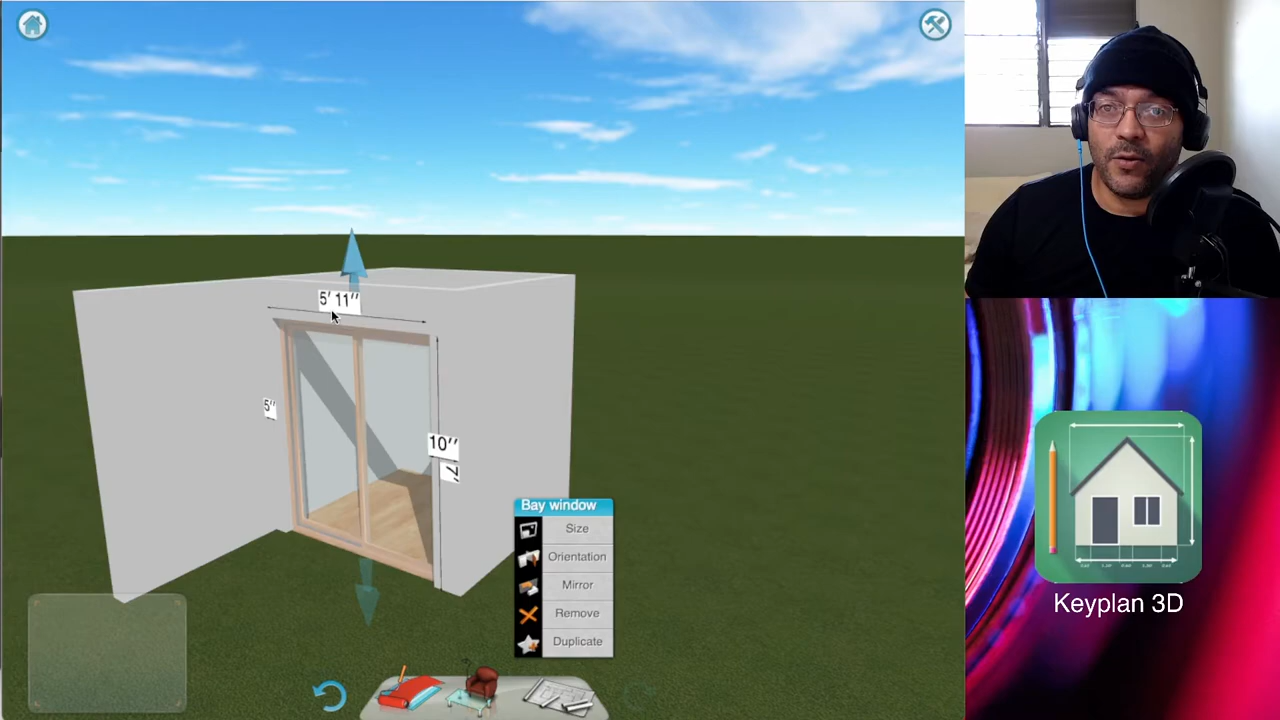 5' 11''
5''
10''
7'
Bay window
Size
Orientation
Mirror
Remove
Duplicate
Keyplan 3D